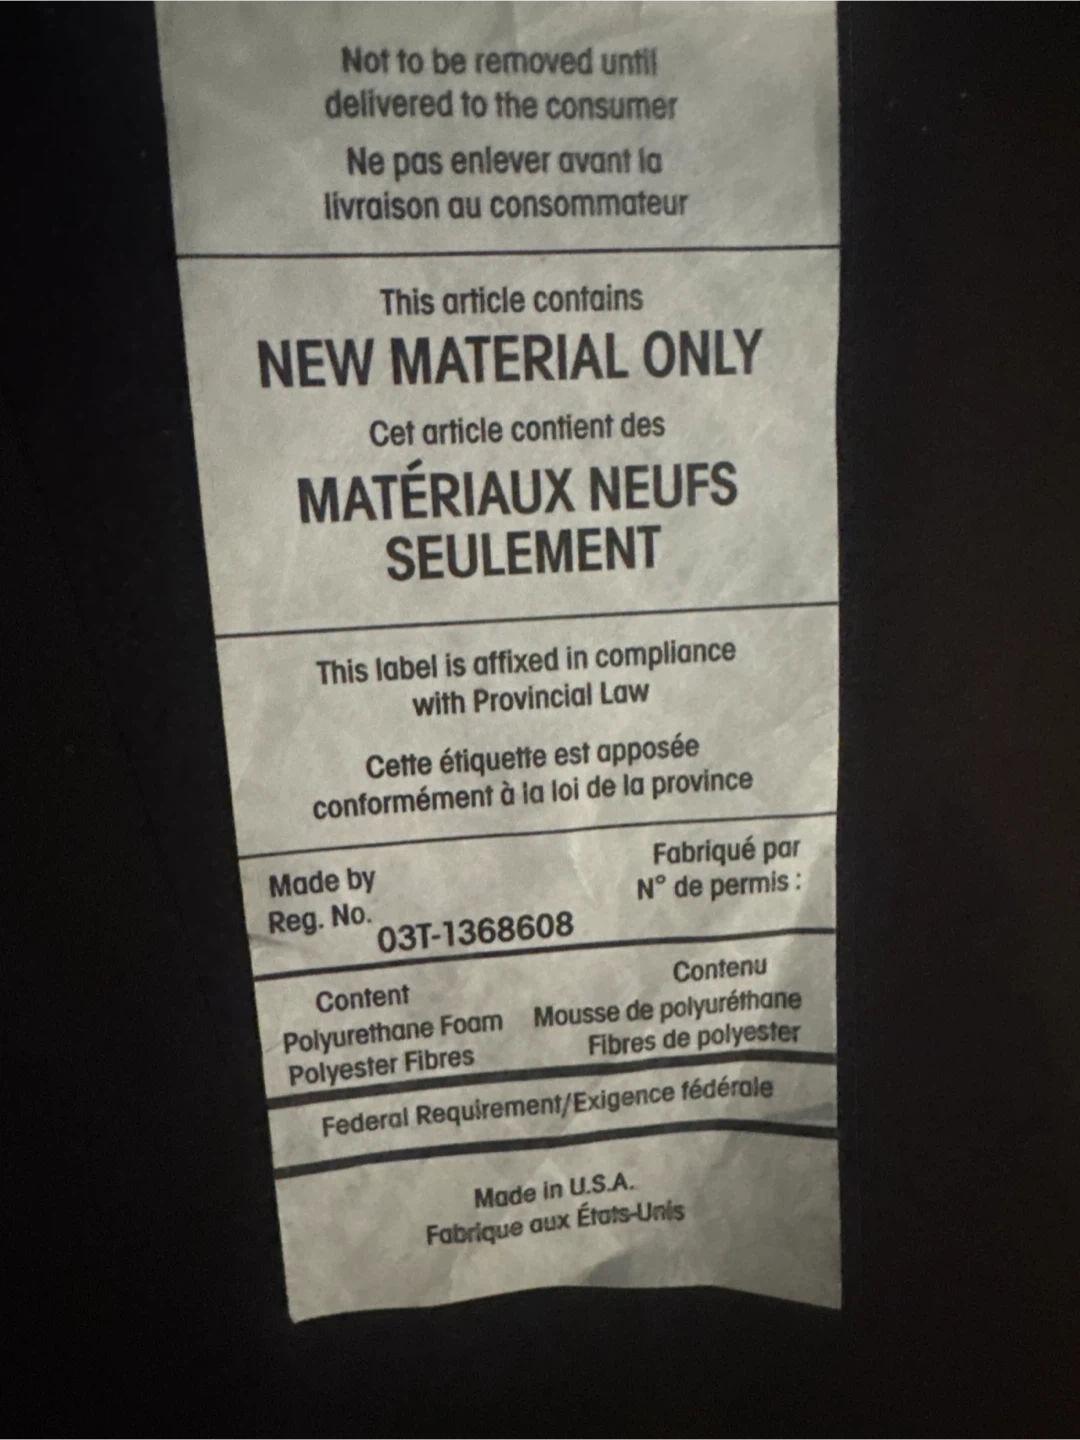 Not to be removed until
delivered to the consumer
Ne pas enlever avant la
livraison au consommateur
This article contains
NEW MATERIAL ONLY
Cet article contient des
MATÉRIAUX NEUFS
SEULEMENT
This label is affixed in compliance
with Provincial Law
Cette étiquette est apposée
conformément à la loi de la province
Made by
Reg. No.
03T-1368608
Fabriqué par
N° de permis :
Content
Polyurethane Foam
Polyester Fibres
Contenu
Mousse de polyuréthane
Fibres de polyester
Federal Requirement/Exigence fédérale
Made in U.S.A.
Fabrique aux États-Unis